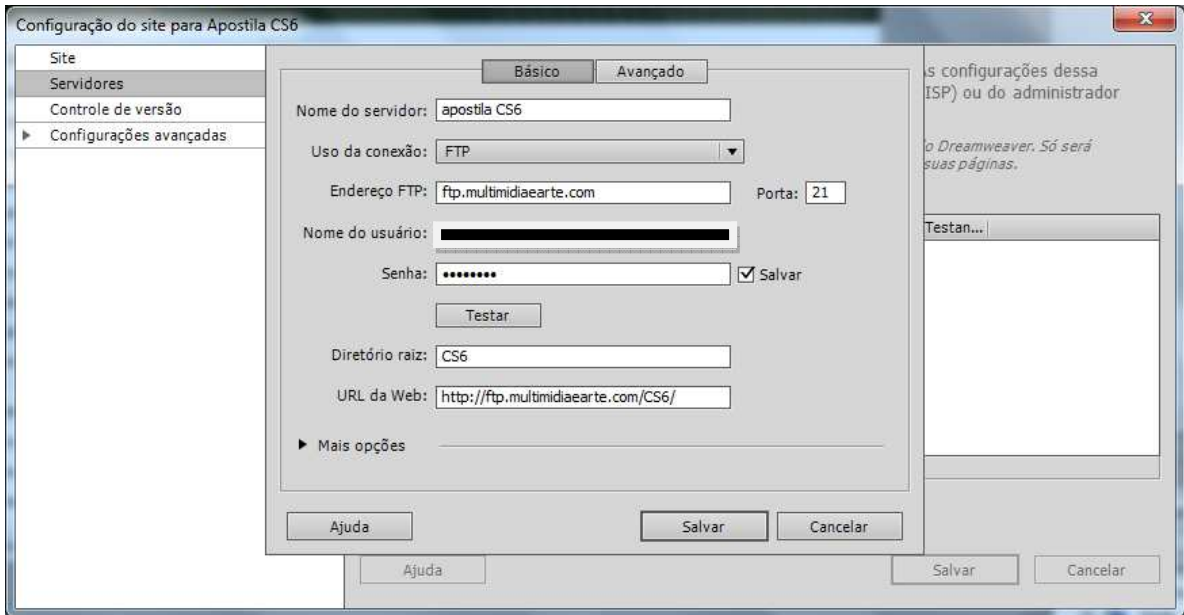 Configuração do site para Apostila CS6
Site
Servidores
Controle de versão
Configurações avançadas
Básico
Avançado
Nome do servidor: apostila CS6
Uso da conexão: FTP
Endereço FTP: ftp.multimidiaearte.com Porta: 21
Nome do usuário:
Senha: •••••••• Salvar
Testar
Diretório raiz: CS6
URL da Web: http://ftp.multimidiaearte.com/CS6/
Mais opções
Ajuda Salvar Cancelar
s configurações dessa
ISP) ou do administrador
o Dreamweaver. Só será
suas páginas.
Testan...
Ajuda Salvar Cancelar